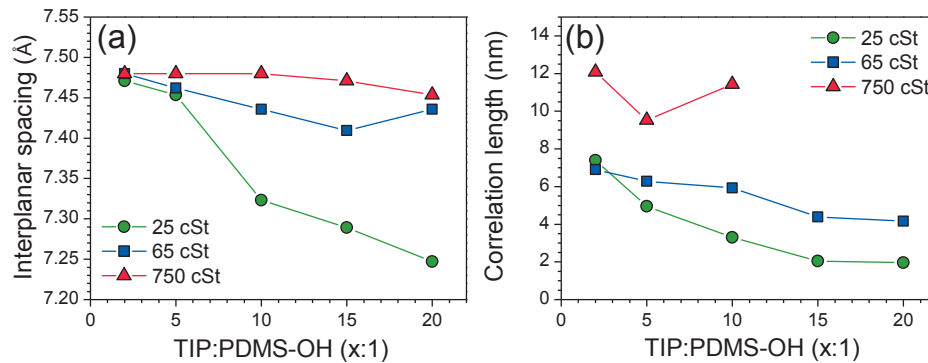 (a)
Interplanar spacing (Å)
7.55
7.50
7.45
7.40
7.35
7.30
7.25
7.20
25 cSt
65 cSt
750 cSt
0 5 10 15 20
TIP:PDMS-OH (x:1)
(b)
Correlation length (nm)
14
12
10
8
6
4
2
0
25 cSt
65 cSt
750 cSt
0 5 10 15 20
TIP:PDMS-OH (x:1)